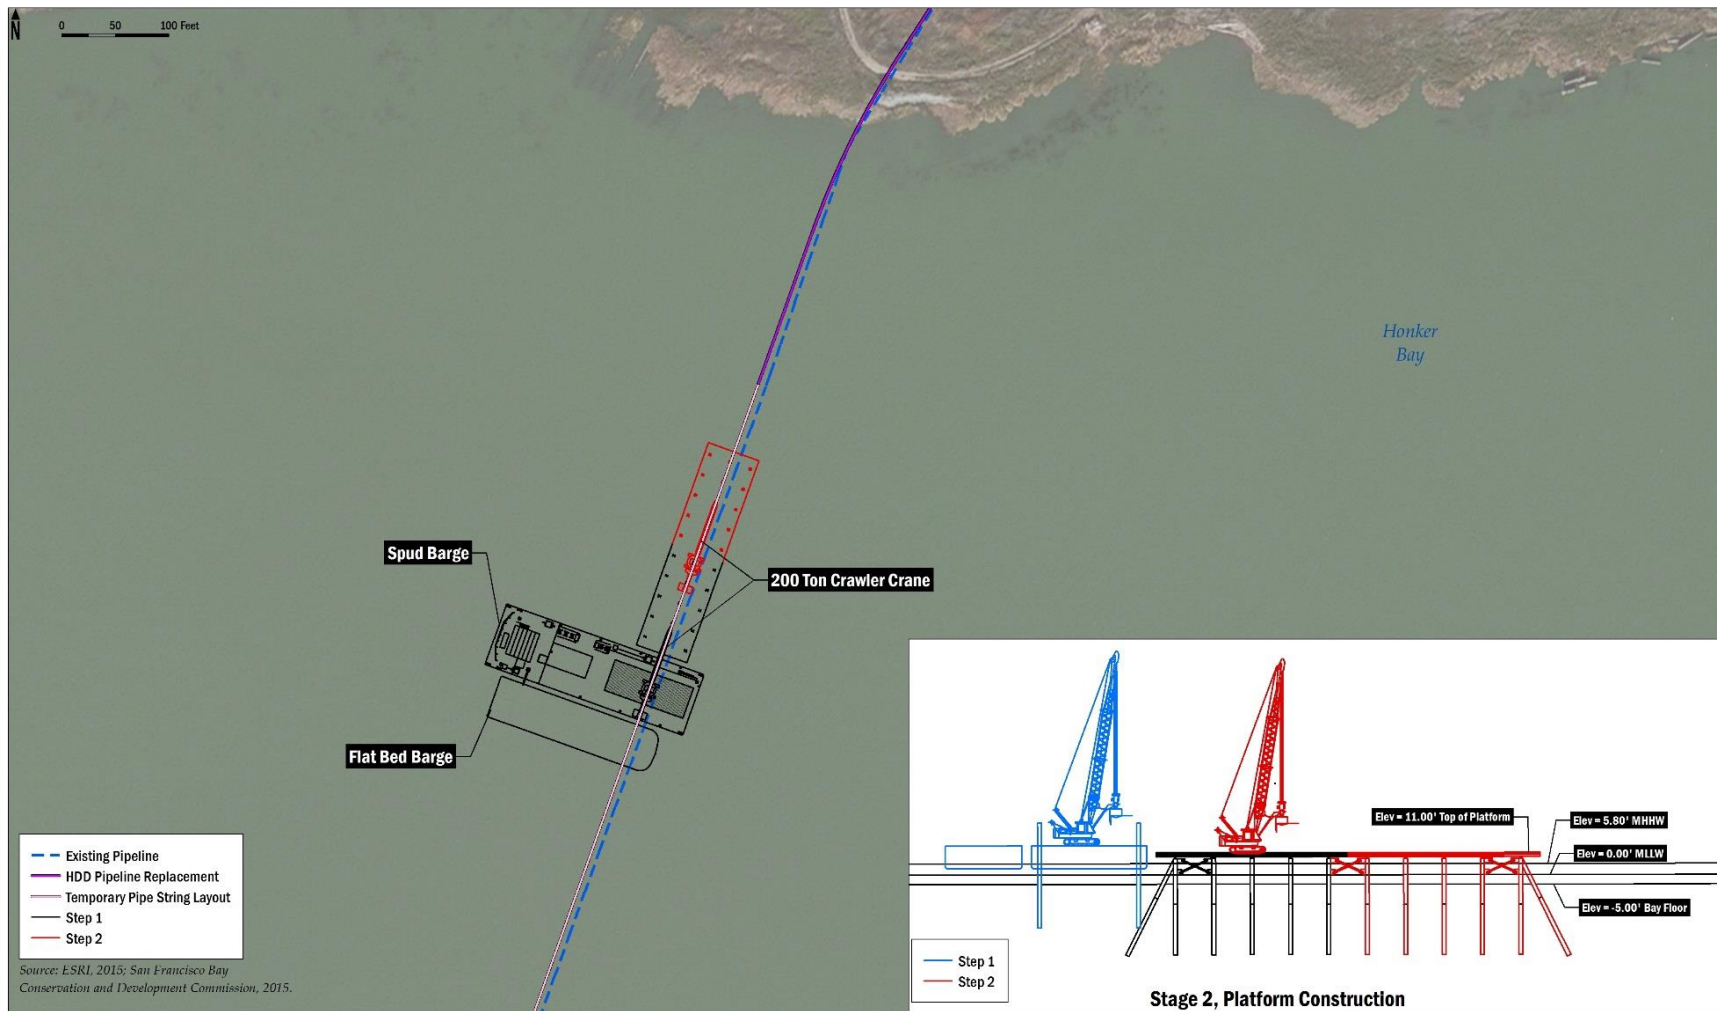 N
0 50 100 Feet
Honker
Bay
Spud Barge
200 Ton Crawler Crane
Flat Bed Barge
Existing Pipeline
HDD Pipeline Replacement
Temporary Pipe String Layout
Step 1
Step 2
Source: ESRI, 2015; San Francisco Bay
Conservation and Development Commission, 2015.
Elev = 11.00' Top of Platform
Elev = 5.80' MHHW
Elev = 0.00' MLLW
Elev = -5.00' Bay Floor
Step 1
Step 2
Stage 2, Platform Construction